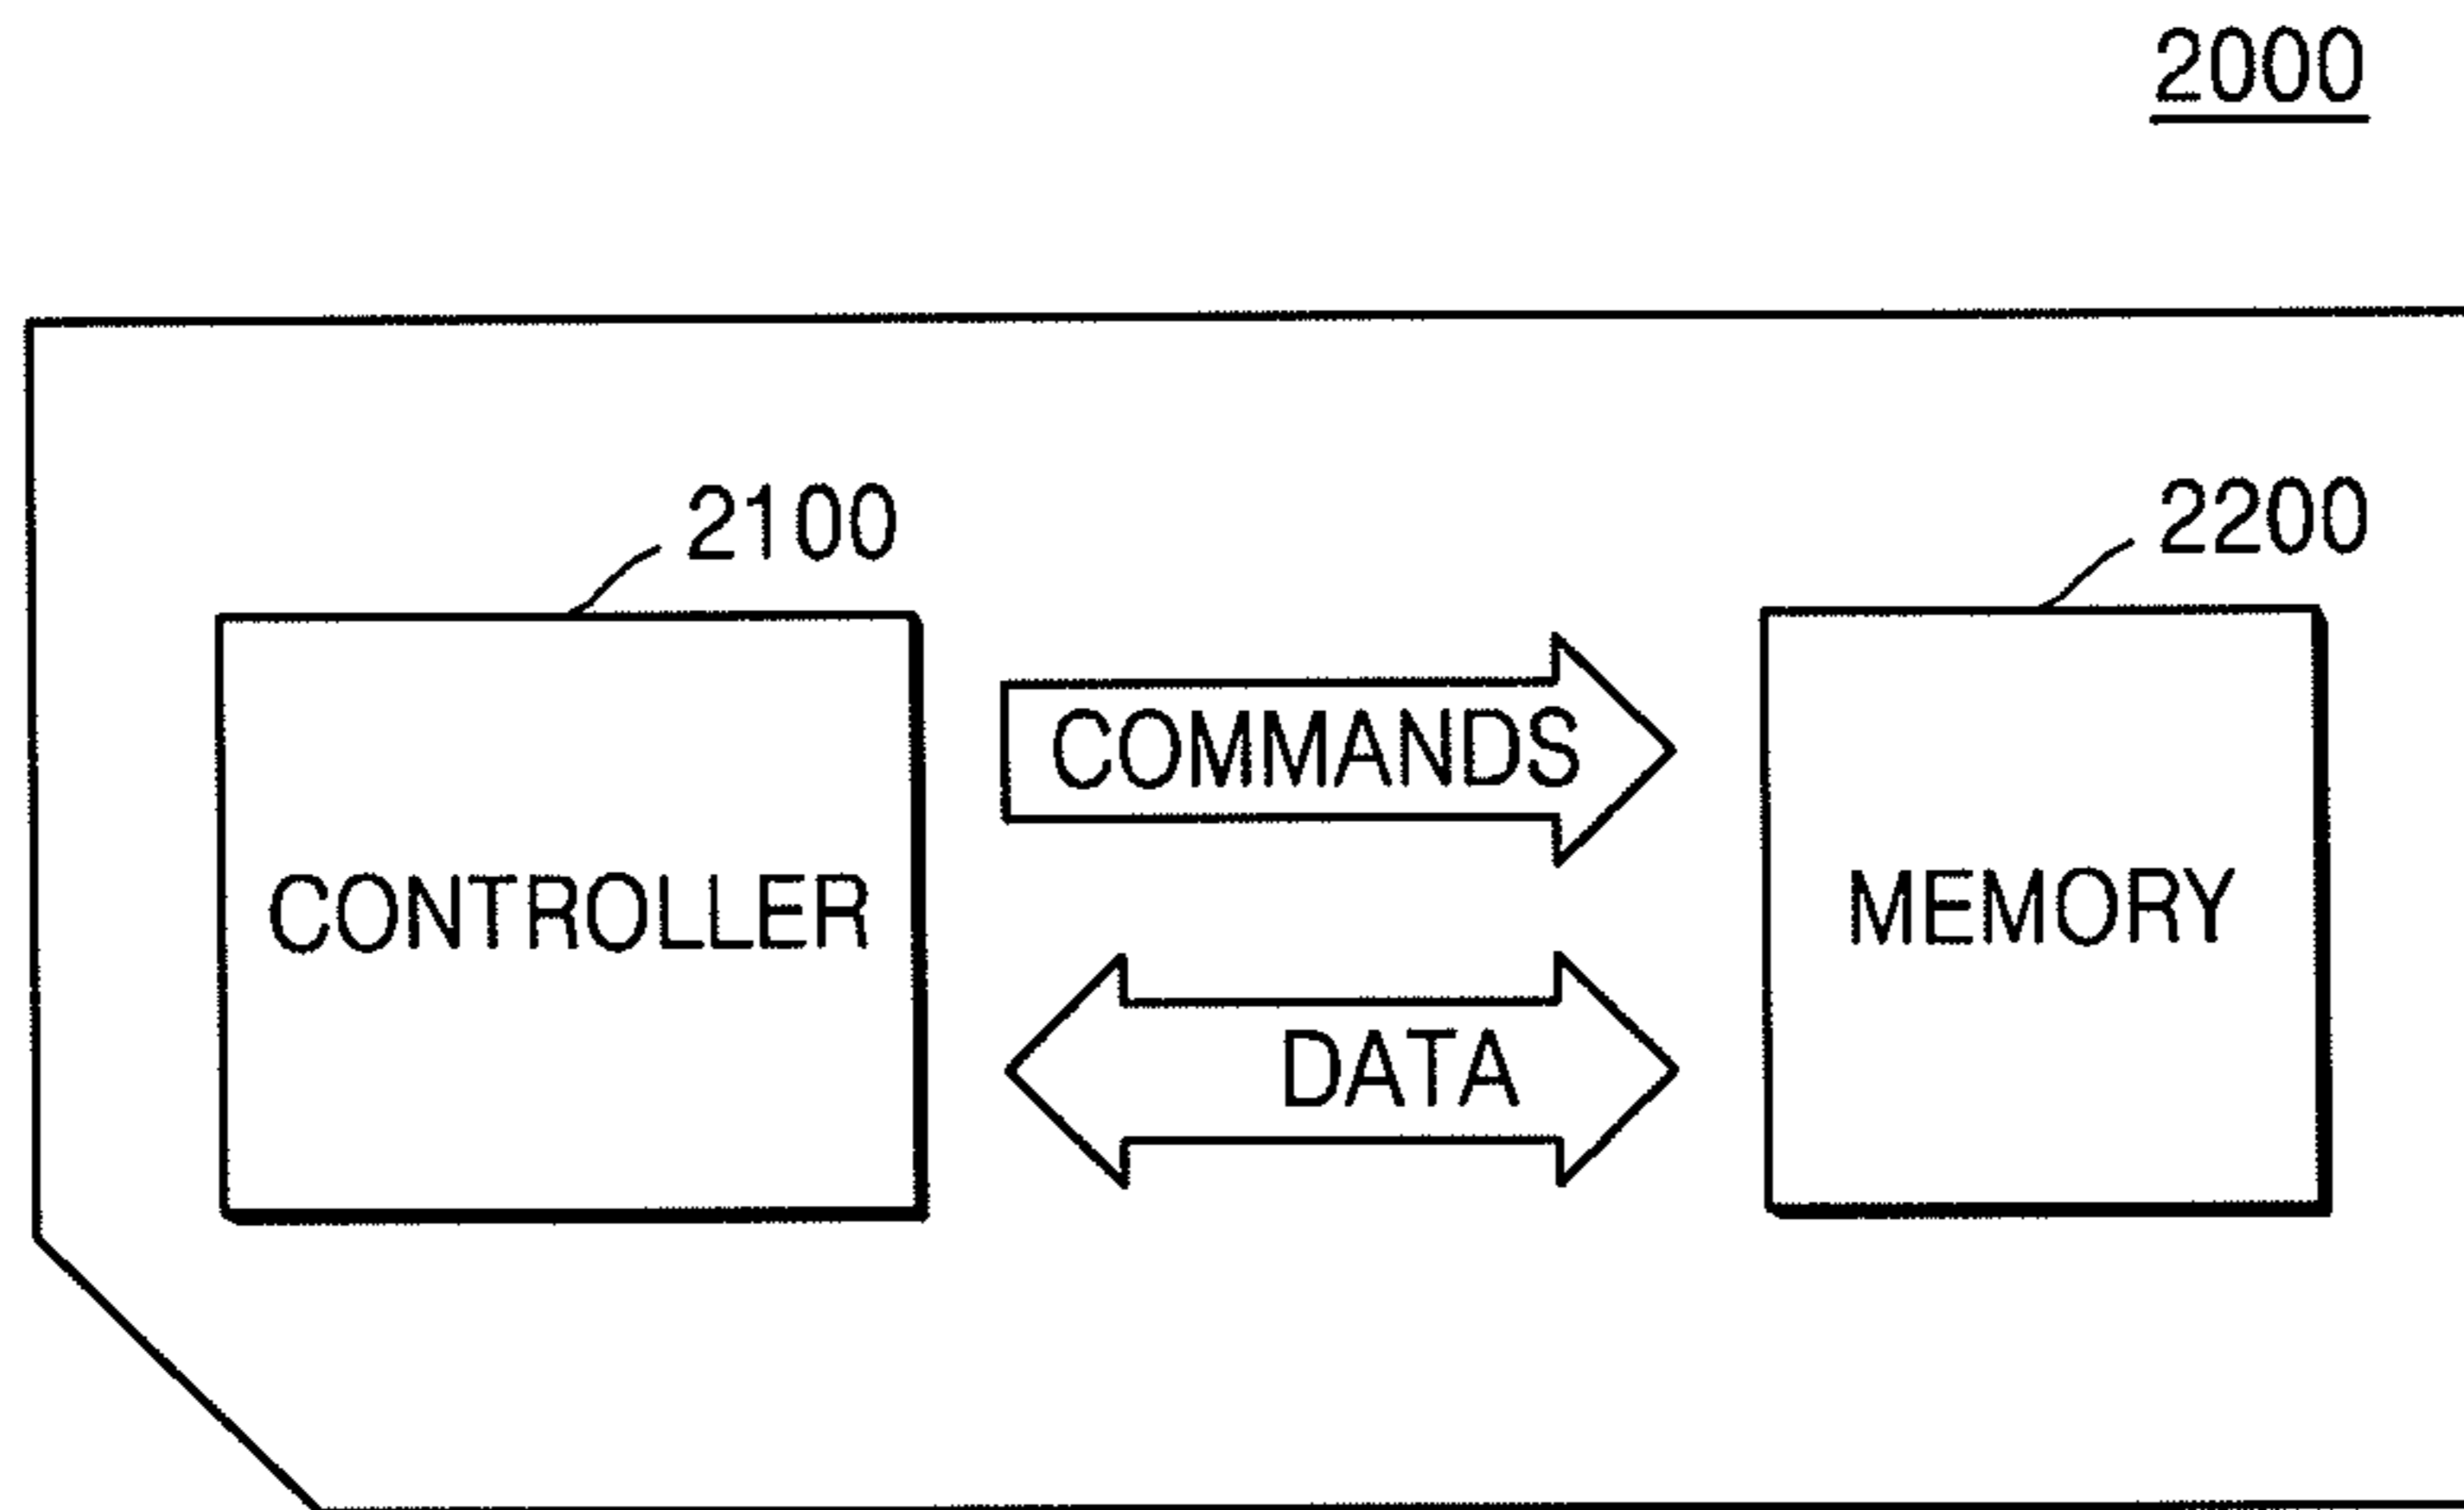 2000
2100
2200
COMMANDS
CONTROLLER
MEMORY
DATA